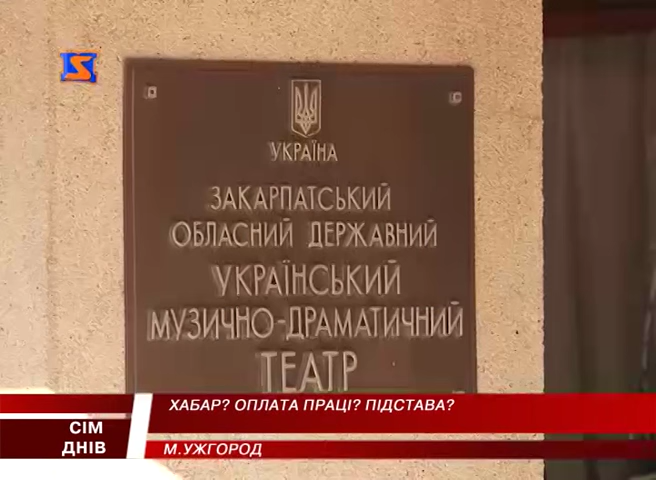 УКРАЇНА
ЗАКАРПАТСЬКИЙ
ОБЛАСНИЙ ДЕРЖАВНИЙ
УКРАЇНСЬКИЙ
МУЗИЧНО-ДРАМАТИЧНИЙ
ТЕАТР
ХАБАР? ОПЛАТА ПРАЦІ? ПІДСТАВА?
СІМ
ДНІВ
М.УЖГОРОД